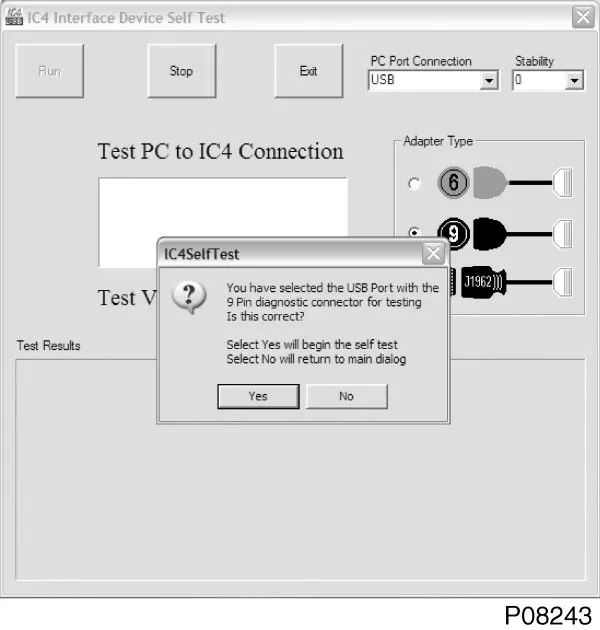 IC4 USB IC4 Interface Device Self Test
Run
Stop
Exit
PC Port Connection
USB
Stability
0
Test PC to IC4 Connection
Adapter Type
6
9
J1962
IC4SelfTest
?
You have selected the USB Port with the
9 Pin diagnostic connector for testing
Is this correct?
Select Yes will begin the self test
Select No will return to main dialog
Yes
No
Test V
Test Results
P08243